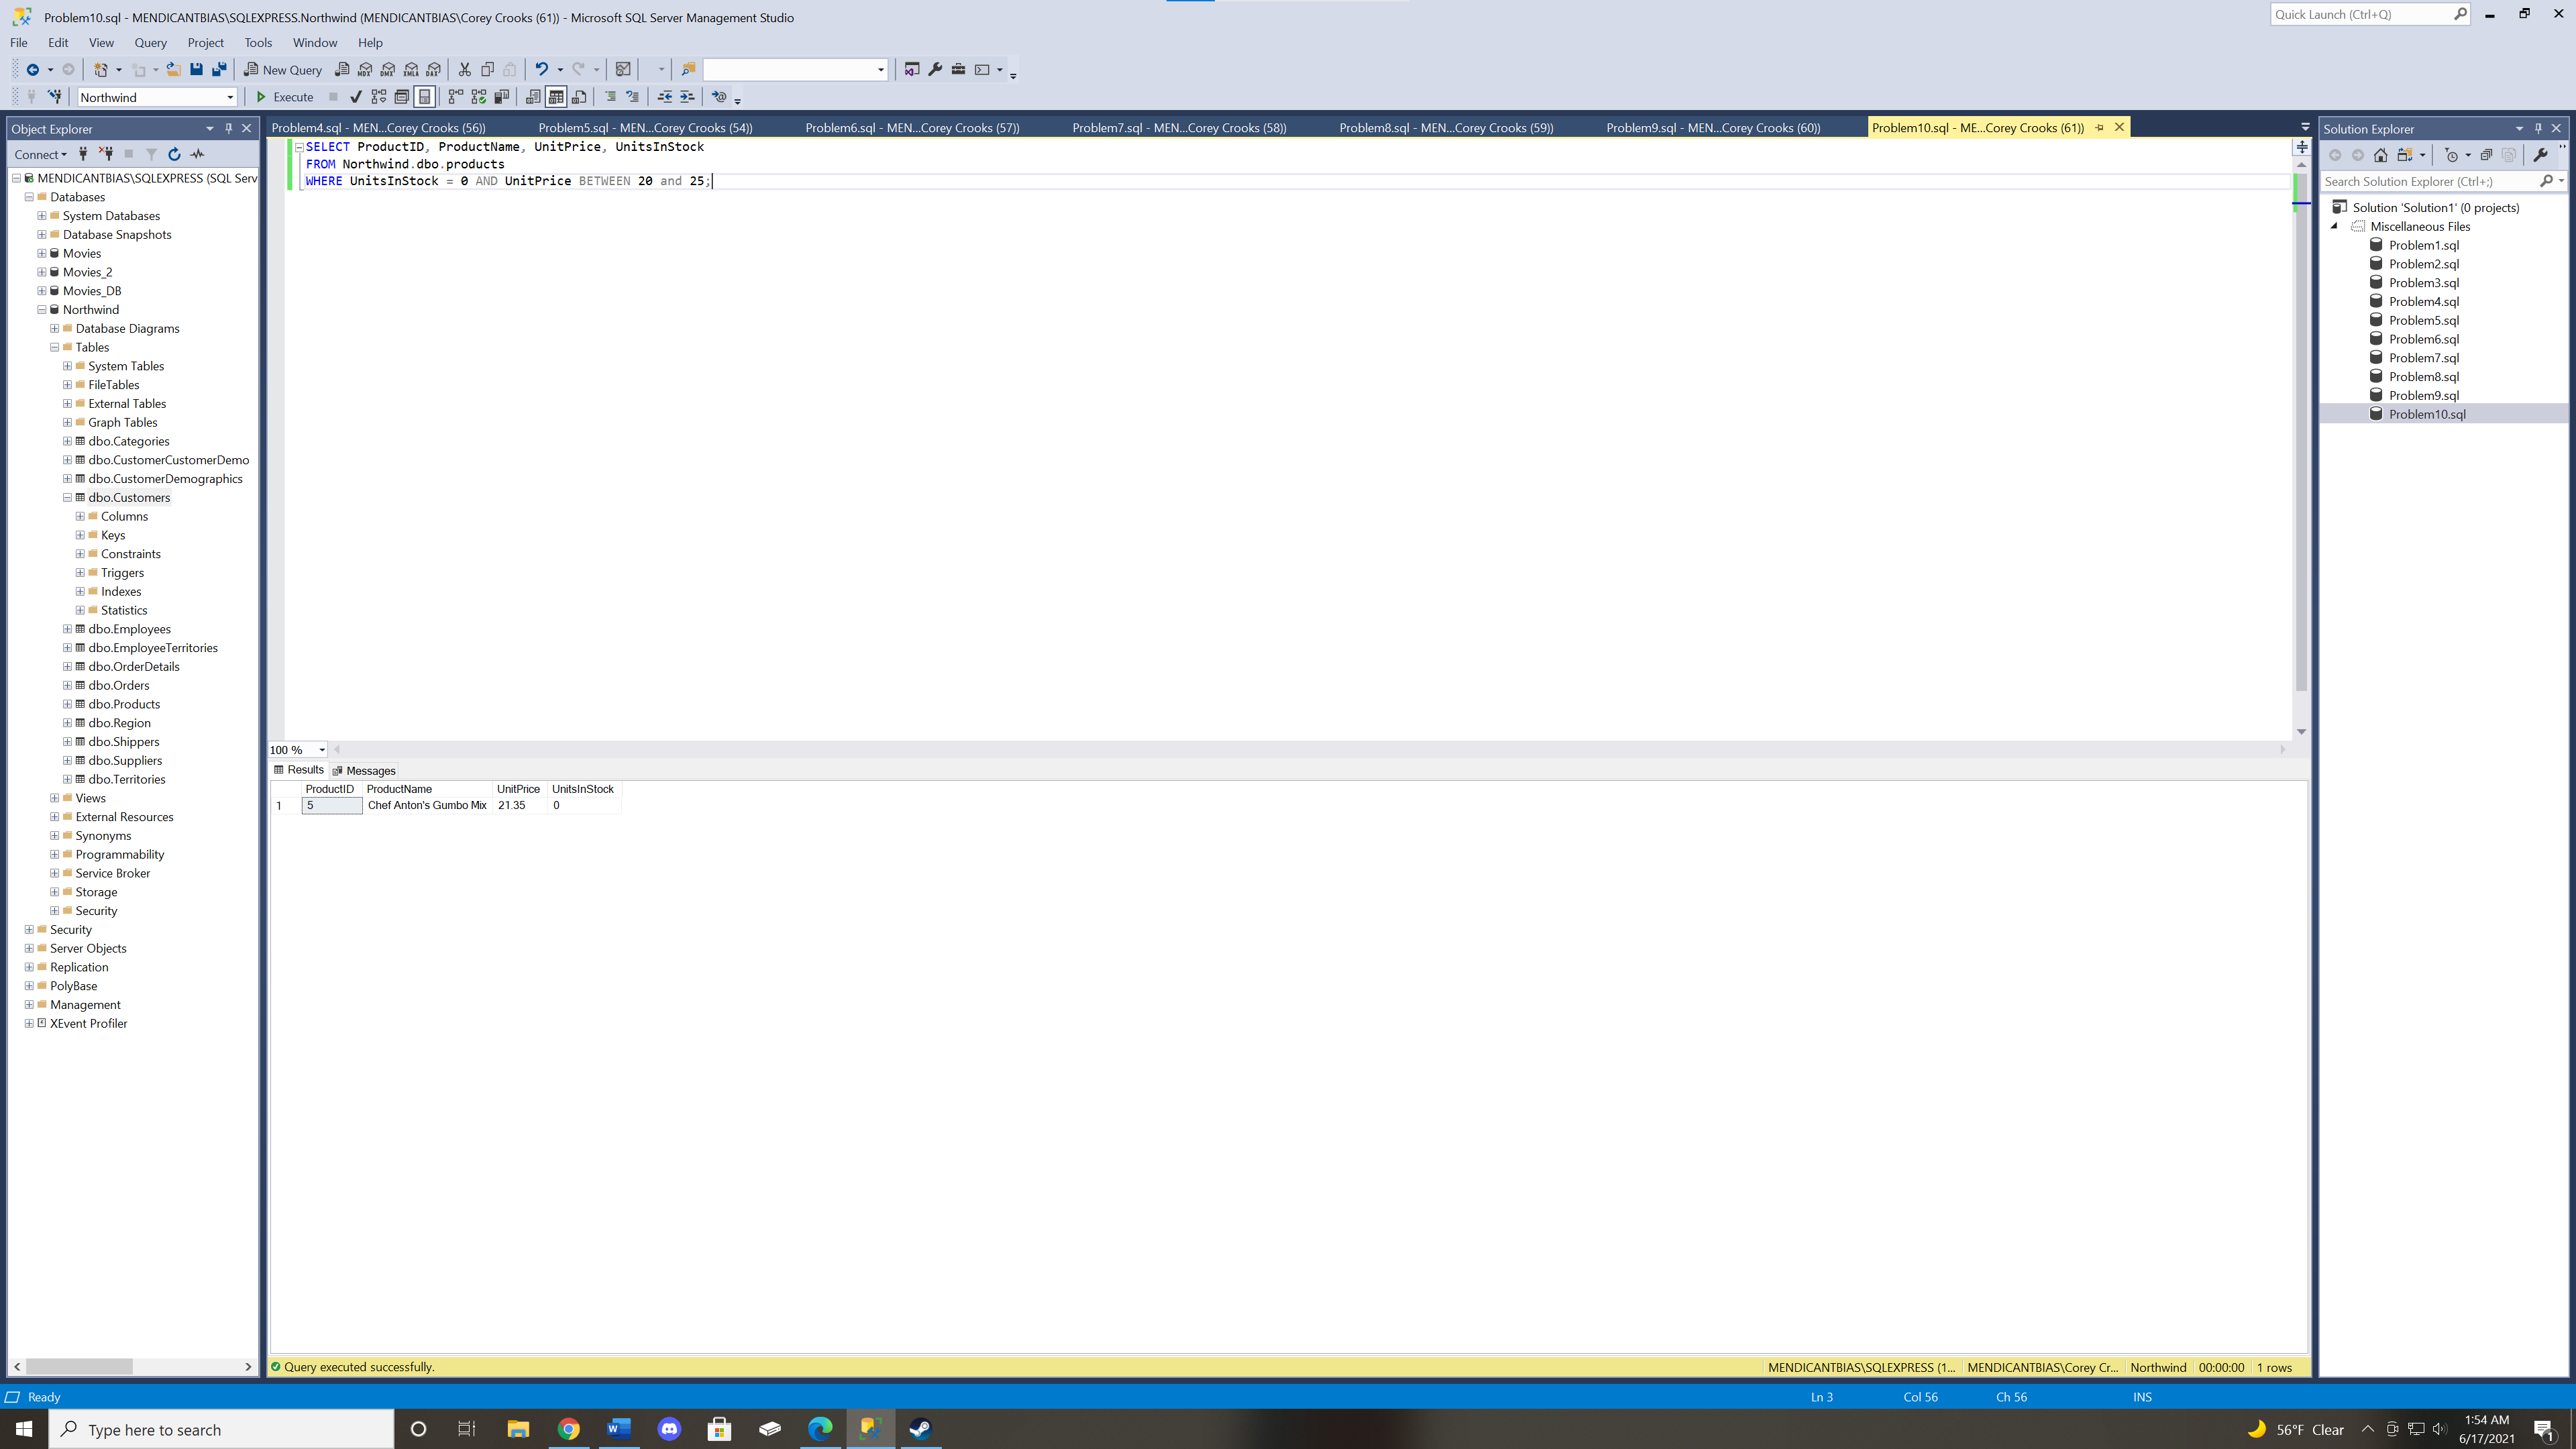 Problem10.sql - MENDICANTBIAS\SQLEXPRESS.Northwind (MENDICANTBIAS\Corey Crooks (61)) - Microsoft SQL Server Management Studio
Quick Launch (Ctrl+Q)
File Edit View Query Project Tools Window Help
New Query MDX DMX XMLA DAX
Northwind Execute
Object Explorer
Connect
MENDICANTBIAS\SQLEXPRESS (SQL Serv
Databases
System Databases
Database Snapshots
Movies
Movies_2
Movies_DB
Northwind
Database Diagrams
Tables
System Tables
FileTables
External Tables
Graph Tables
dbo.Categories
dbo.CustomerCustomerDemo
dbo.CustomerDemographics
dbo.Customers
Columns
Keys
Constraints
Triggers
Indexes
Statistics
dbo.Employees
dbo.EmployeeTerritories
dbo.OrderDetails
dbo.Orders
dbo.Products
dbo.Region
dbo.Shippers
dbo.Suppliers
dbo.Territories
Views
External Resources
Synonyms
Programmability
Service Broker
Storage
Security
Security
Server Objects
Replication
PolyBase
Management
XEvent Profiler
Problem4.sql - MEN...Corey Crooks (56)) Problem5.sql - MEN...Corey Crooks (54)) Problem6.sql - MEN...Corey Crooks (57)) Problem7.sql - MEN...Corey Crooks (58)) Problem8.sql - MEN...Corey Crooks (59)) Problem9.sql - MEN...Corey Crooks (60)) Problem10.sql - ME...Corey Crooks (61))
SELECT ProductID, ProductName, UnitPrice, UnitsInStock
FROM Northwind.dbo.products
WHERE UnitsInStock = 0 AND UnitPrice BETWEEN 20 and 25;
100 %
Results Messages
ProductID ProductName UnitPrice UnitsInStock
1 5 Chef Anton's Gumbo Mix 21.35 0
Query executed successfully.
MENDICANTBIAS\SQLEXPRESS (1... MENDICANTBIAS\Corey Cr... Northwind 00:00:00 1 rows
Solution Explorer
Search Solution Explorer (Ctrl+;)
Solution 'Solution1' (0 projects)
Miscellaneous Files
Problem1.sql
Problem2.sql
Problem3.sql
Problem4.sql
Problem5.sql
Problem6.sql
Problem7.sql
Problem8.sql
Problem9.sql
Problem10.sql
Ready Ln 3 Col 56 Ch 56 INS
Type here to search
56°F Clear
1:54 AM
6/17/2021
1